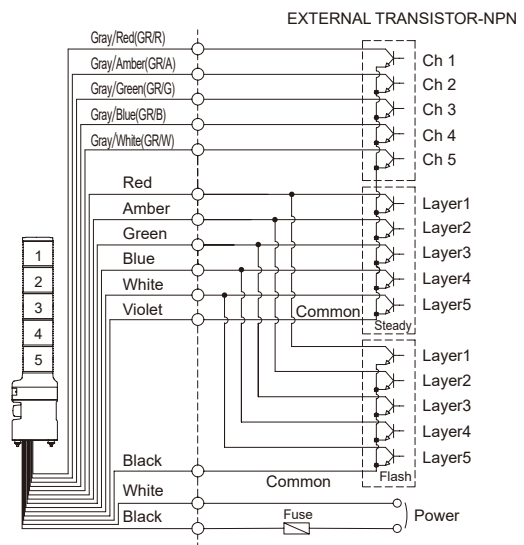 EXTERNAL TRANSISTOR-NPN
Gray/Red(GR/R)
Ch 1
Gray/Amber(GR/A)
Ch 2
Gray/Green(GR/G)
Ch 3
Gray/Blue(GR/B)
Ch 4
Gray/White(GR/W)
Ch 5
Red
Layer1
Amber
Layer2
Green
Layer3
Blue
Layer4
White
Layer5
Violet
Common
Steady
1
2
3
4
5
Layer1
Layer2
Layer3
Layer4
Layer5
Flash
Black
Common
White
Black
Fuse
Power